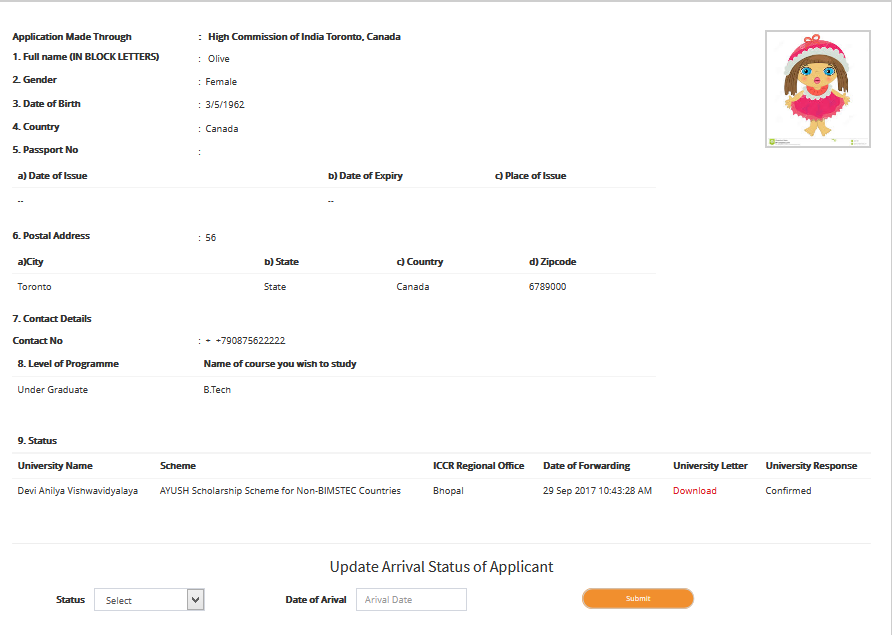 Application Made Through : High Commission of India Toronto, Canada
1. Full name (IN BLOCK LETTERS) : Olive
2. Gender : Female
3. Date of Birth : 3/5/1962
4. Country : Canada
5. Passport No :
a) Date of Issue b) Date of Expiry c) Place of Issue
-- --
6. Postal Address : 56
a)City b) State c) Country d) Zipcode
Toronto State Canada 6789000
7. Contact Details
Contact No : + +790875622222
8. Level of Programme Name of course you wish to study
Under Graduate B.Tech
9. Status
University Name Scheme ICCR Regional Office Date of Forwarding University Letter University Response
Devi Ahilya Vishwavidyalaya AYUSH Scholarship Scheme for Non-BIMSTEC Countries Bhopal 29 Sep 2017 10:43:28 AM Download Confirmed
Update Arrival Status of Applicant
Status Select Date of Arival Arival Date Submit